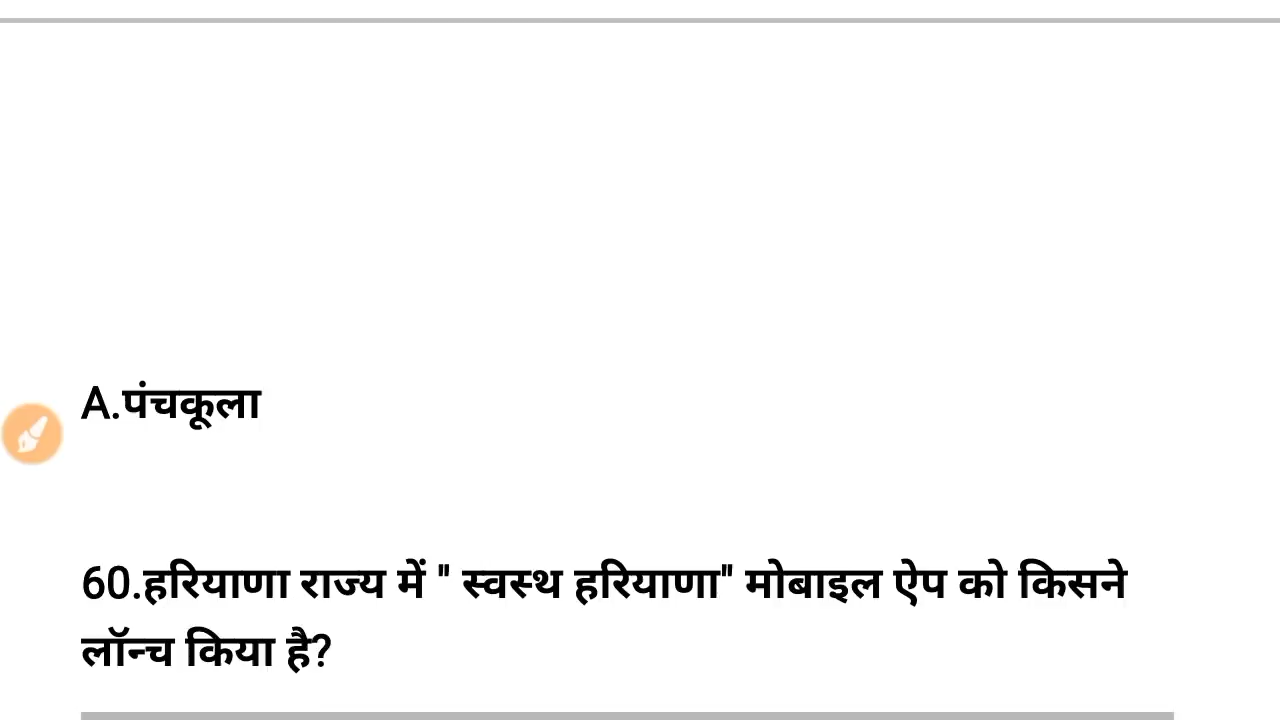 A.पंचकूला
60.हरियाणा राज्य में " स्वस्थ हरियाणा" मोबाइल ऐप को किसने
लॉन्च किया है?